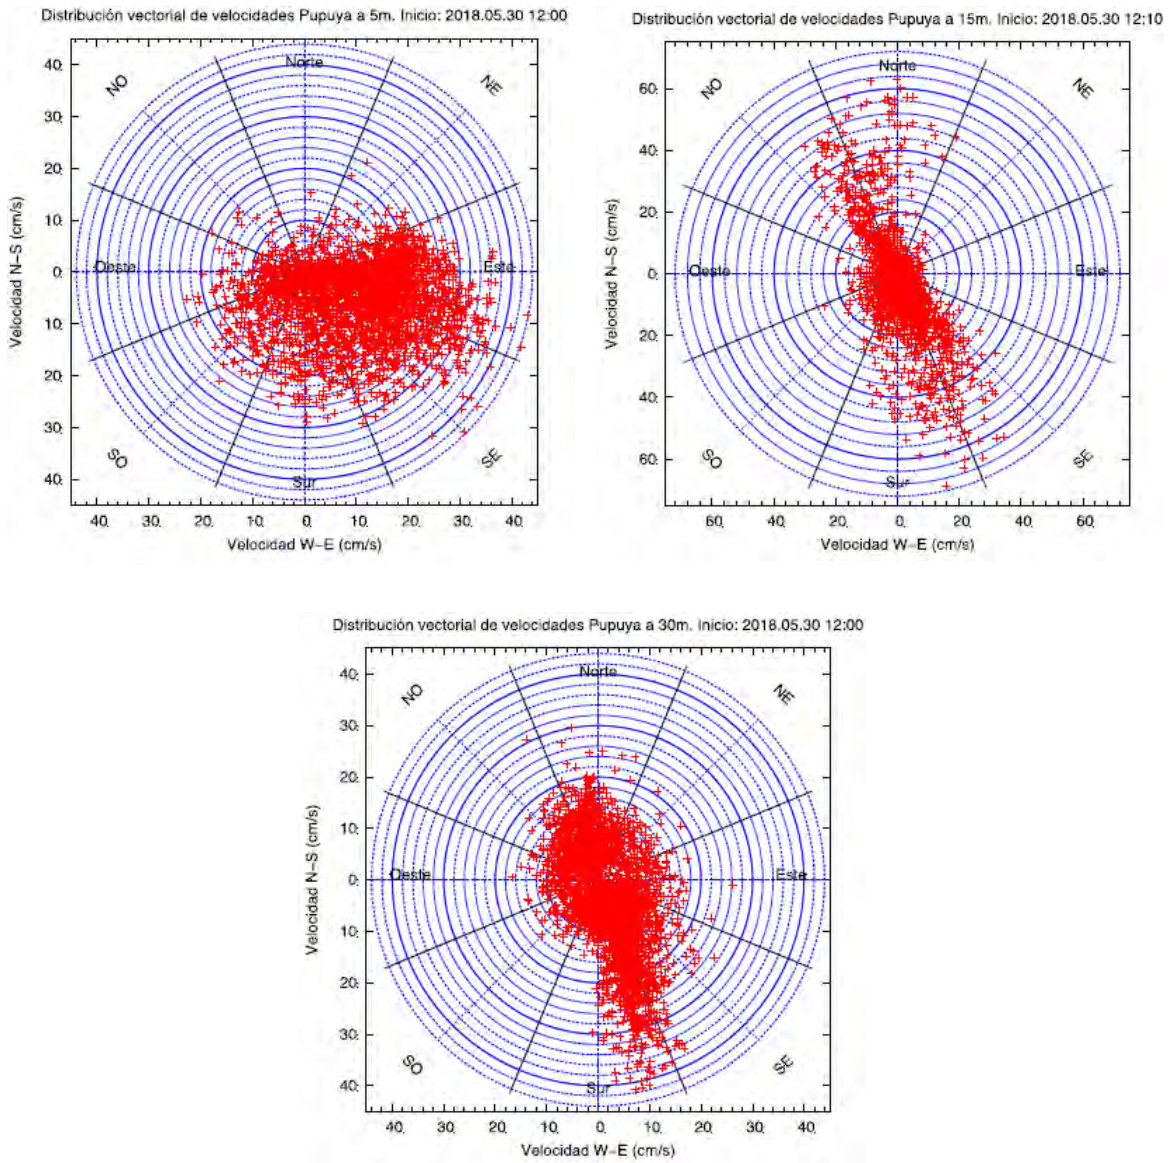 Distribución vectorial de velocidades Pupuya a 5m. Inicio: 2018.05.30 12:00
40.
Norte
NO
NE
30.
20.
10.
0.
Oeste
Este
10.
20.
30.
SO
SE
40.
Sur
40. 30. 20. 10. 0. 10. 20. 30. 40.
Velocidad N-S (cm/s)
Velocidad W-E (cm/s)
Distribución vectorial de velocidades Pupuya a 15m. Inicio: 2018.05.30 12:10
Norte
60.
NO
NE
40.
20.
0.
Oeste
Este
20.
40.
SO
SE
60.
Sur
60. 40. 20. 0. 20. 40. 60.
Velocidad N-S (cm/s)
Velocidad W-E (cm/s)
Distribución vectorial de velocidades Pupuya a 30m. Inicio: 2018.05.30 12:00
40.
Norte
NO
NE
30.
20.
10.
0.
Oeste
Este
10.
20.
30.
SO
SE
40.
Sur
40. 30. 20. 10. 0. 10. 20. 30. 40.
Velocidad N-S (cm/s)
Velocidad W-E (cm/s)